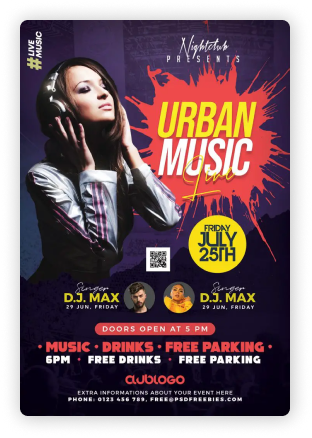 #LIVE
#MUSIC
Nightclub
PRESENTS
URBAN
MUSIC
Live
FRIDAY
JULY
25TH
Singer
D.J. MAX
29 JUN, FRIDAY
Singer
D.J. MAX
29 JUN, FRIDAY
DOORS OPEN AT 5 PM
• MUSIC • DRINKS • FREE PARKING •
6PM • FREE DRINKS • FREE PARKING
CLUBLOGO
EXTRA INFORMATIONS ABOUT YOUR EVENT HERE
PHONE: 0123 456 789, FREE@PSDFREEBIES.COM